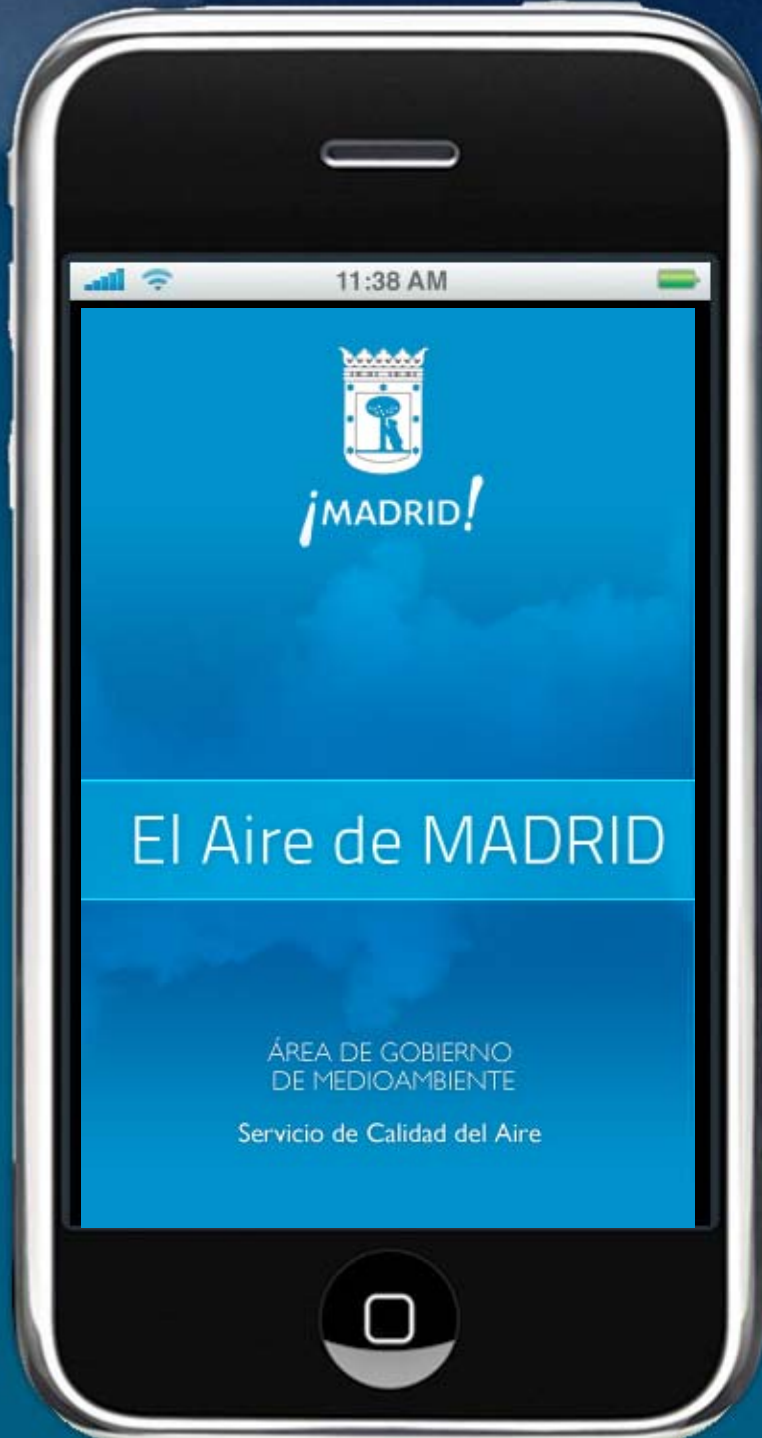 11:38 AM
¡MADRID!
El Aire de MADRID
ÁREA DE GOBIERNO
DE MEDIOAMBIENTE
Servicio de Calidad del Aire